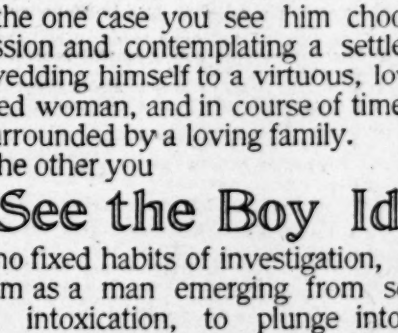 the one case you see him choo
ssion and contemplating a settle
vedding himself to a virtuous, lo
ed woman, and in course of time
urrounded by a loving family.
he other you
See the Boy Id
no fixed habits of investigation,
m as a man emerging from s
intoxication, to plunge into